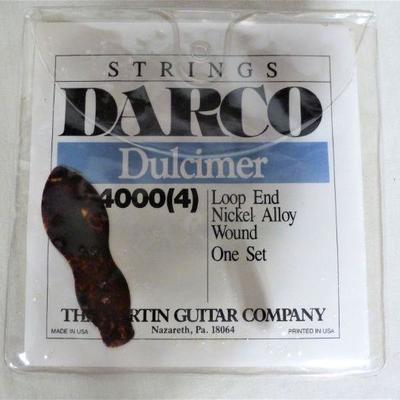 STRINGS
DARCO
Dulcimer
4000(4)
Loop End
Nickel Alloy
Wound
One Set
RTIN GUITAR COMPANY
MADE IN USA
Nazareth, Pa. 18064
PRINTED IN USA